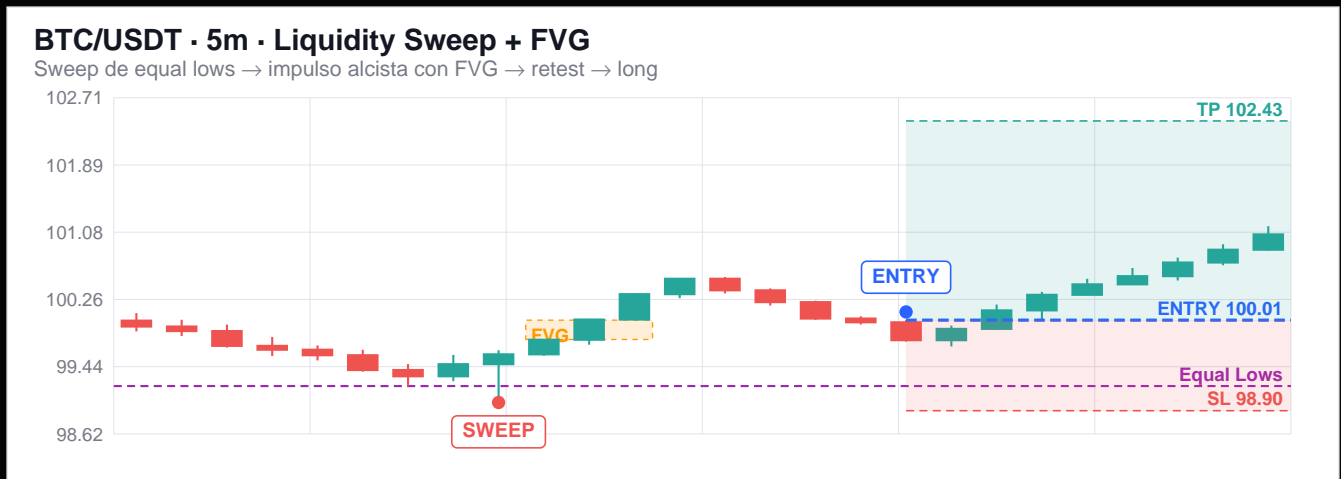 BTC/USDT · 5m · Liquidity Sweep + FVG
Sweep de equal lows → impulso alcista con FVG → retest → long
102.71
TP 102.43
101.89
101.08
ENTRY
100.26
ENTRY 100.01
FVG
99.44
Equal Lows
SL 98.90
SWEEP
98.62